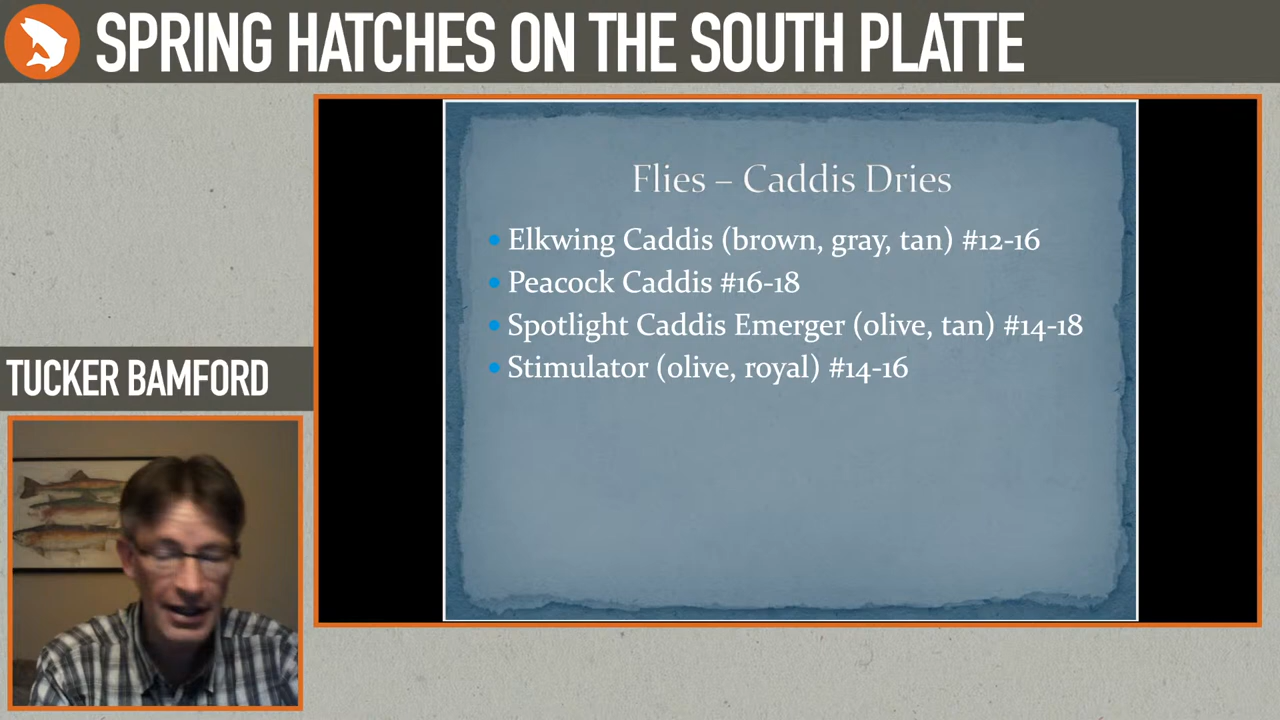 SPRING HATCHES ON THE SOUTH PLATTE
Flies – Caddis Dries
• Elkwing Caddis (brown, gray, tan) #12-16
• Peacock Caddis #16-18
• Spotlight Caddis Emerger (olive, tan) #14-18
• Stimulator (olive, royal) #14-16
TUCKER BAMFORD